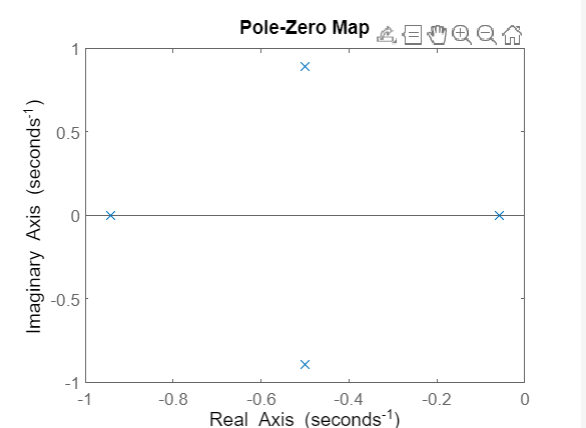 Pole-Zero Map
Imaginary Axis (seconds⁻¹)
1
0.5
0
-0.5
-1
-1 -0.8 -0.6 -0.4 -0.2 0
Real Axis (seconds⁻¹)